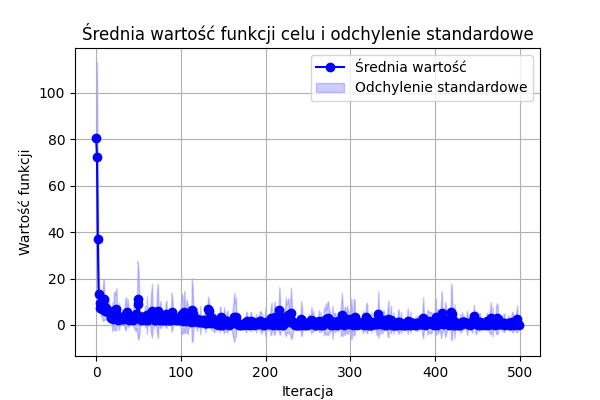 Średnia wartość funkcji celu i odchylenie standardowe
Średnia wartość
Odchylenie standardowe
Wartość funkcji
100
80
60
40
20
0
0 100 200 300 400 500
Iteracja